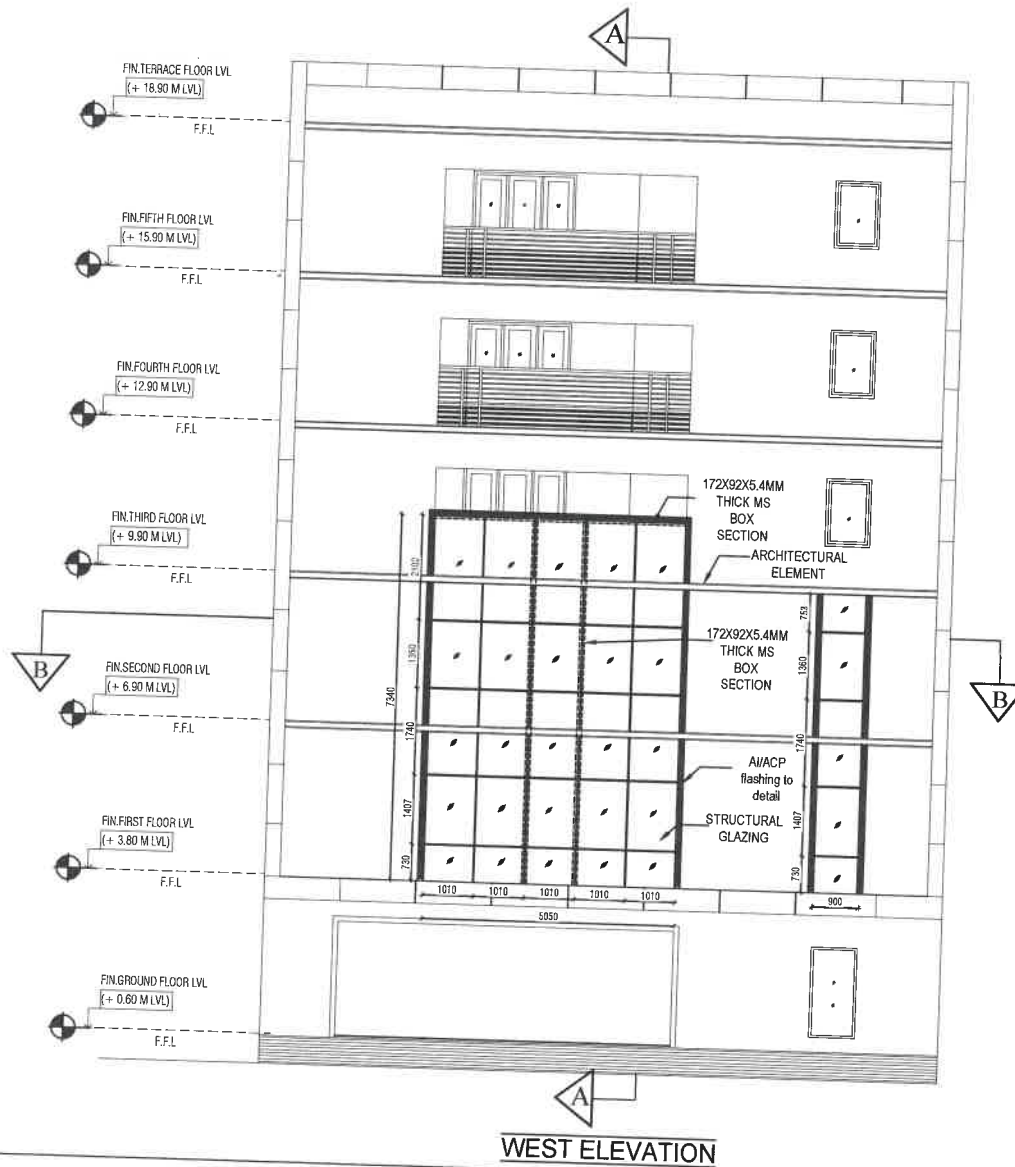 A
FIN.TERRACE FLOOR LVL
(+ 18.90 M LVL)
F.F.L
FIN.FIFTH FLOOR LVL
(+ 15.90 M LVL)
F.F.L
FIN.FOURTH FLOOR LVL
(+ 12.90 M LVL)
F.F.L
172X92X5.4MM
THICK MS
BOX
SECTION
FIN.THIRD FLOOR LVL
(+ 9.90 M LVL)
F.F.L
ARCHITECTURAL
ELEMENT
2102
753
B
172X92X5.4MM
THICK MS
BOX
SECTION
1360
1360
B
FIN.SECOND FLOOR LVL
(+ 6.90 M LVL)
F.F.L
7340
1740
1740
Al/ACP
flashing to
detail
STRUCTURAL
GLAZING
1407
1407
FIN.FIRST FLOOR LVL
(+ 3.80 M LVL)
F.F.L
730
730
1010 1010 1010 1010 1010
900
5050
FIN.GROUND FLOOR LVL
(+ 0.60 M LVL)
F.F.L
A
WEST ELEVATION